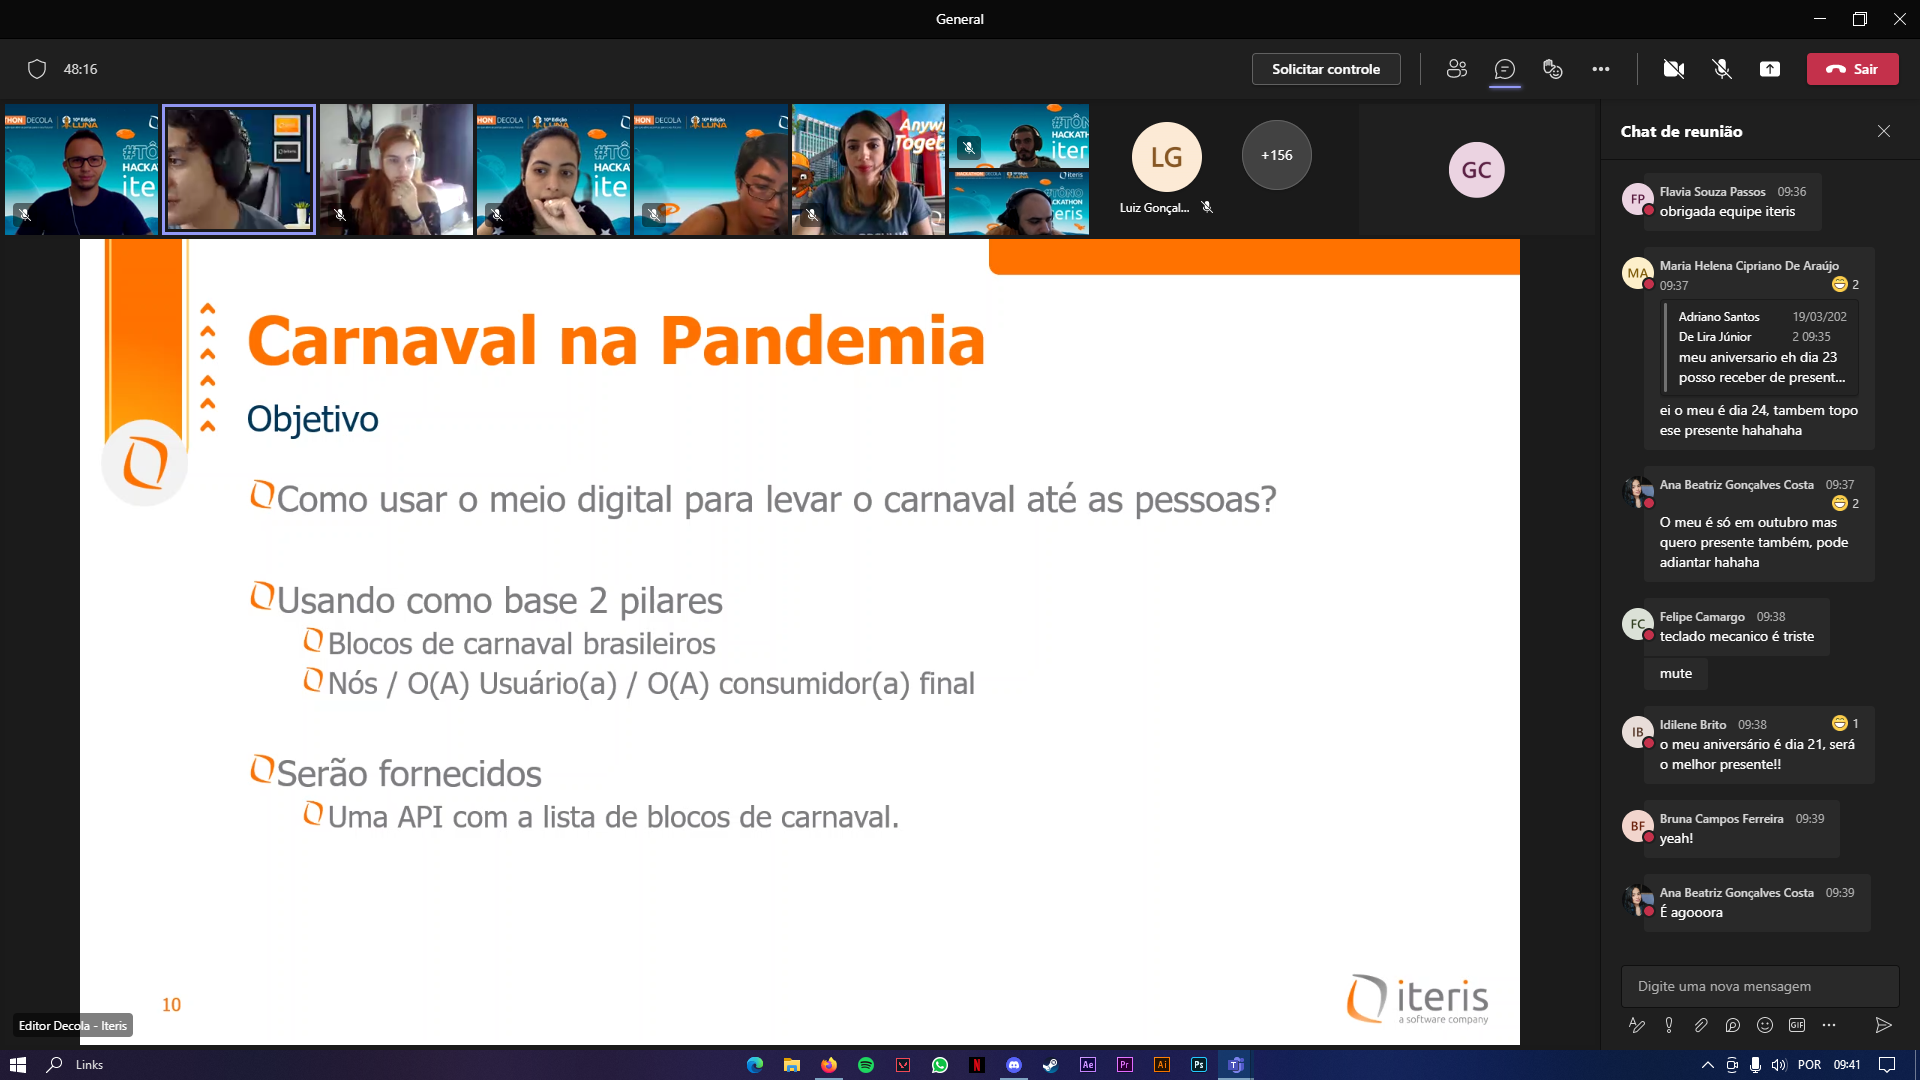 General
48:16
Solicitar controle
Sair
LG
Luiz Gonçal...
+156
GC
Chat de reunião
FP
Flavia Souza Passos 09:36
obrigada equipe iteris
MA
Maria Helena Cipriano De Araújo
09:37
2
Adriano Santos 19/03/202
De Lira Júnior 2 09:35
meu aniversario eh dia 23
posso receber de present...
ei o meu é dia 24, tambem topo
ese presente hahahaha
Ana Beatriz Gonçalves Costa 09:37
2
O meu é só em outubro mas
quero presente também, pode
adiantar hahaha
FC
Felipe Camargo 09:38
teclado mecanico é triste
mute
IB
Idilene Brito 09:38
1
o meu aniversário é dia 21, será
o melhor presente!!
BF
Bruna Campos Ferreira 09:39
yeah!
Ana Beatriz Gonçalves Costa 09:39
É agooora
Digite uma nova mensagem
GIF
Carnaval na Pandemia
Objetivo
Como usar o meio digital para levar o carnaval até as pessoas?
Usando como base 2 pilares
Blocos de carnaval brasileiros
Nós / O(A) Usuário(a) / O(A) consumidor(a) final
Serão fornecidos
Uma API com a lista de blocos de carnaval.
10
iteris
a software company
Editor Decola - Iteris
Links
Ae
Pr
Ai
Ps
POR
09:41